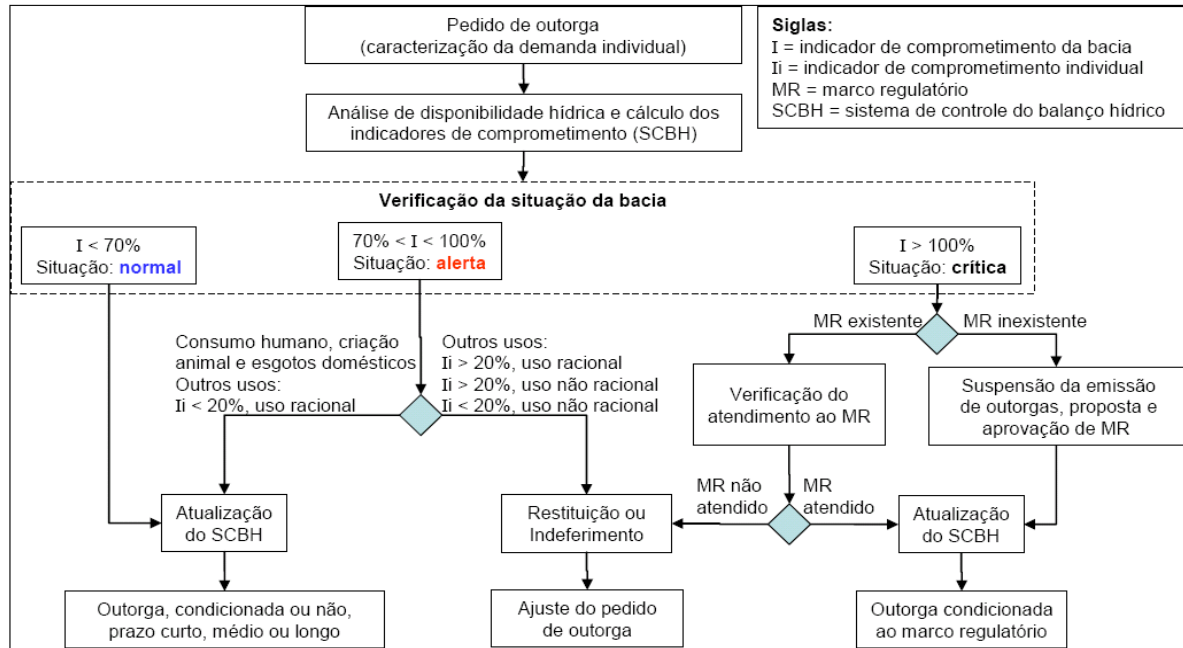 Pedido de outorga
(caracterização da demanda individual)
Siglas:
I = indicador de comprometimento da bacia
Ii = indicador de comprometimento individual
MR = marco regulatório
SCBH = sistema de controle do balanço hídrico
Análise de disponibilidade hídrica e cálculo dos
indicadores de comprometimento (SCBH)
Verificação da situação da bacia
I < 70%
Situação: normal
70% < I < 100%
Situação: alerta
I > 100%
Situação: crítica
MR existente
MR inexistente
Consumo humano, criação
animal e esgotos domésticos
Outros usos:
Ii < 20%, uso racional
Outros usos:
Ii > 20%, uso racional
Ii > 20%, uso não racional
Ii < 20%, uso não racional
Verificação do
atendimento ao MR
Suspensão da emissão
de outorgas, proposta e
aprovação de MR
MR não
atendido
MR
atendido
Atualização
do SCBH
Restituição ou
Indeferimento
Atualização
do SCBH
Outorga, condicionada ou não,
prazo curto, médio ou longo
Ajuste do pedido
de outorga
Outorga condicionada
ao marco regulatório